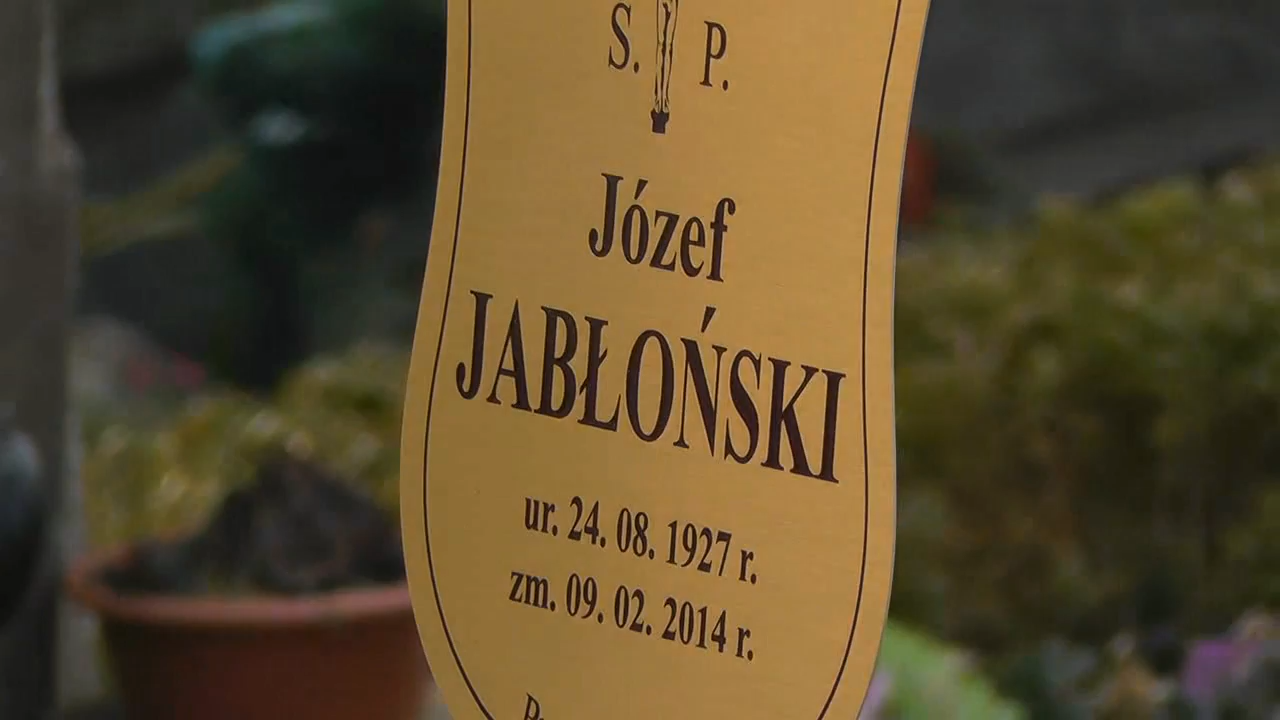 S. P.
Józef
JABŁOŃSKI
ur. 24. 08. 1927 r.
zm. 09. 02. 2014 r.